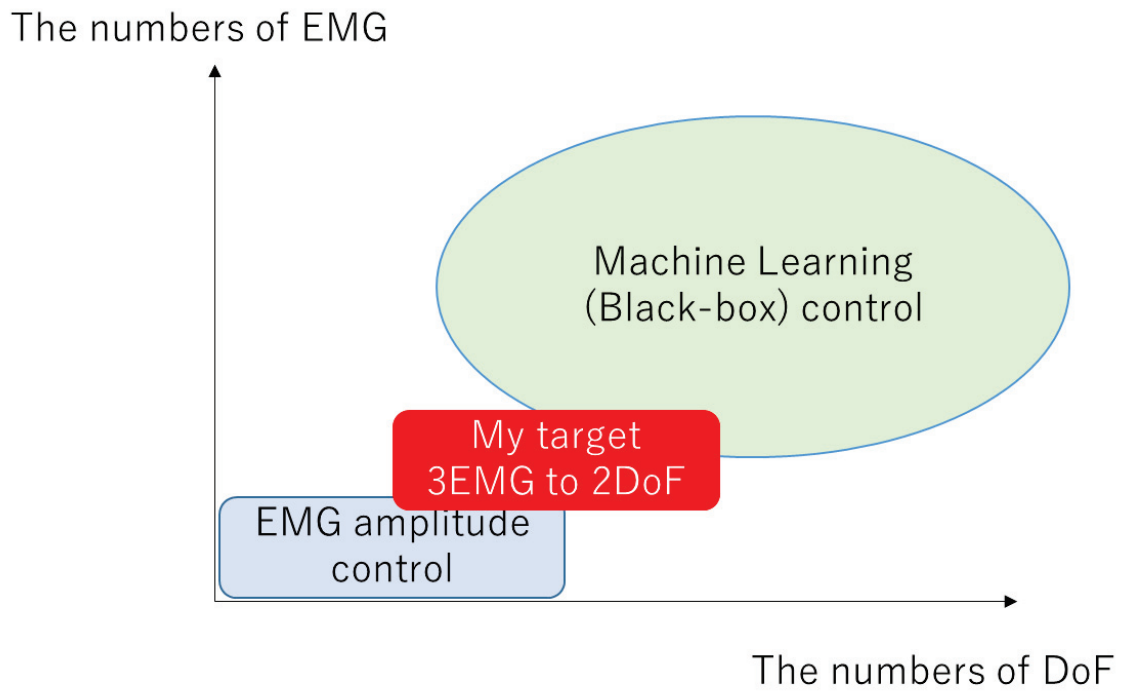 The numbers of EMG
Machine Learning
(Black-box) control
My target
3EMG to 2DoF
EMG amplitude
control
The numbers of DoF